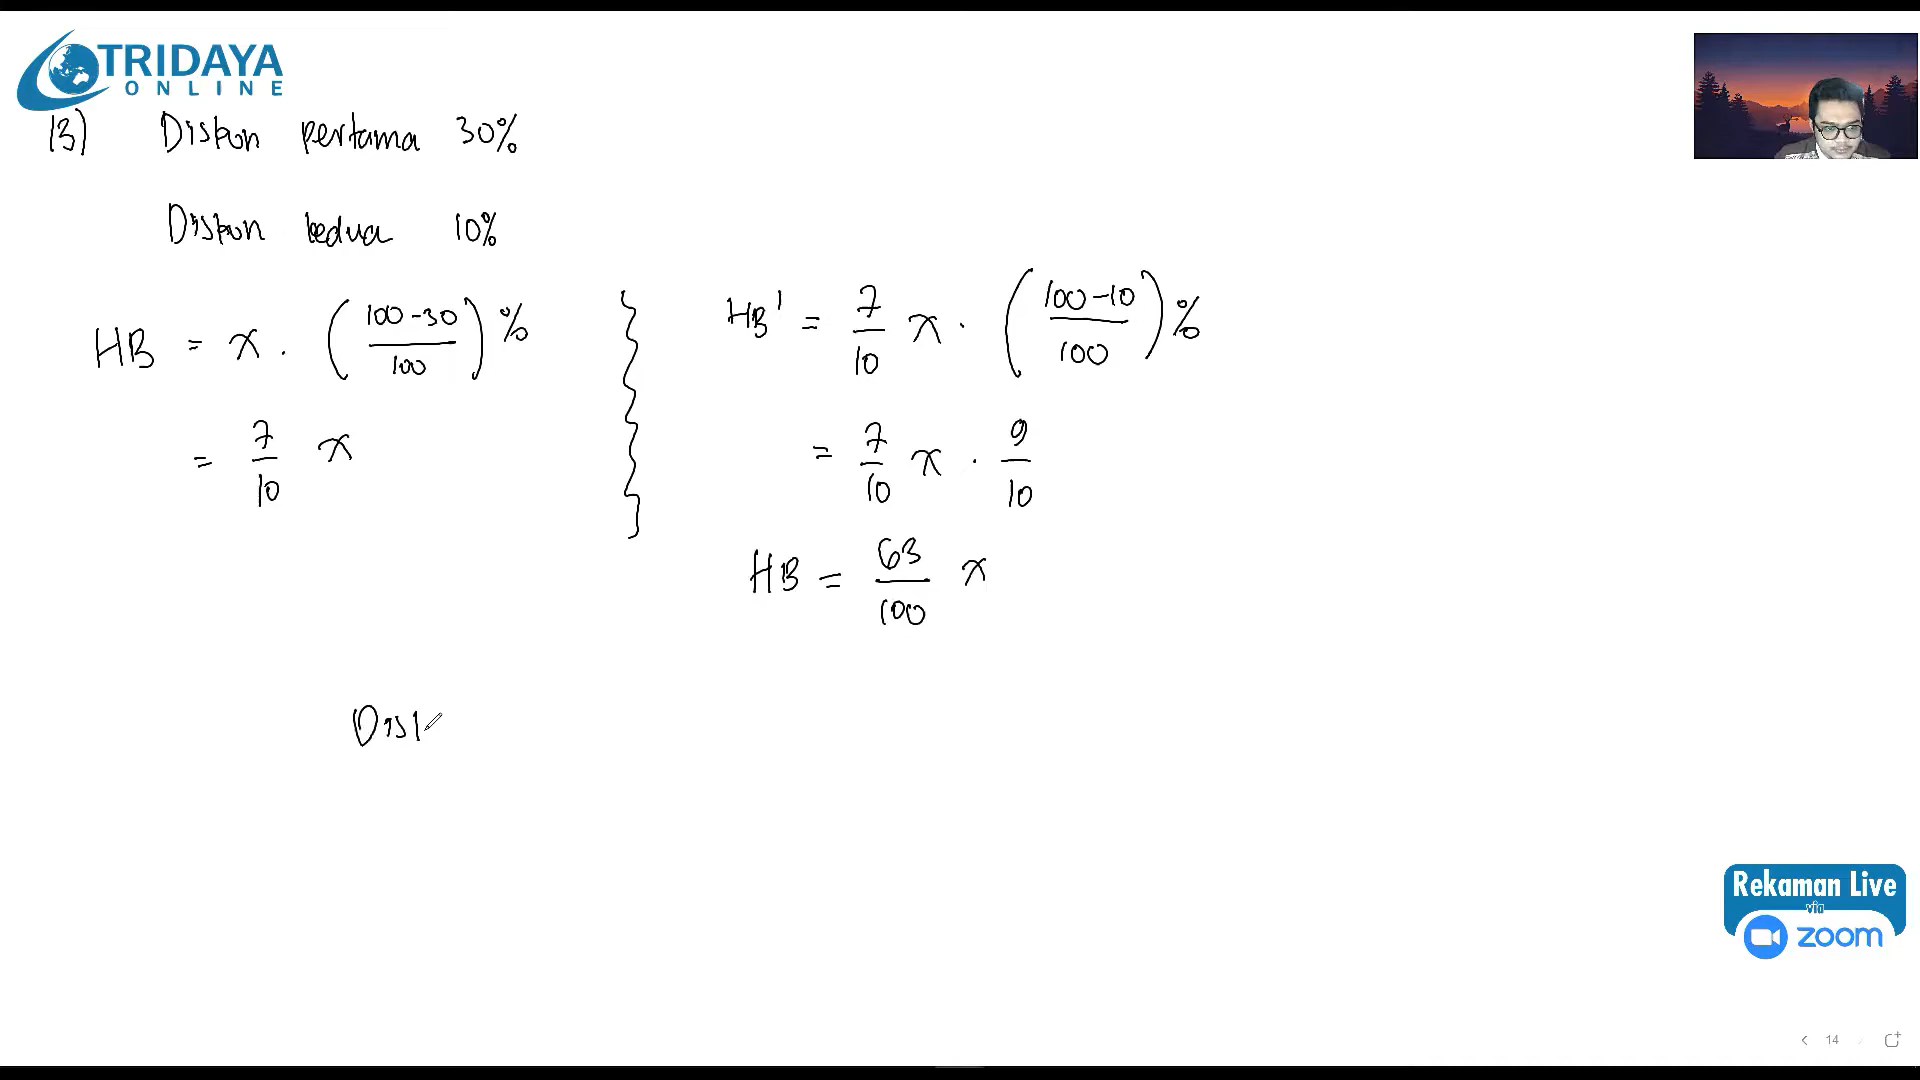 TRIDAYA
ONLINE
13) Diskon pertama 30%
Diskon kedua 10%
HB = x . (100-30/100) %
= 7/10 x
HB' = 7/10 x . (100-10/100) %
= 7/10 x . 9/10
HB = 63/100 x
Disk
Rekaman Live
via
zoom
14